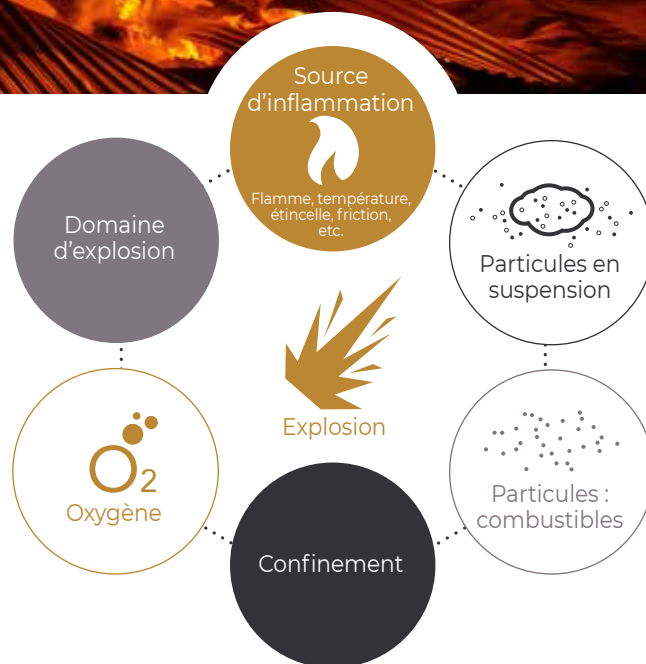 Source
d’inflammation
Flamme, température,
étincelle, friction,
etc.
Domaine
d’explosion
Particules en
suspension
Explosion
O2
Oxygène
Particules :
combustibles
Confinement